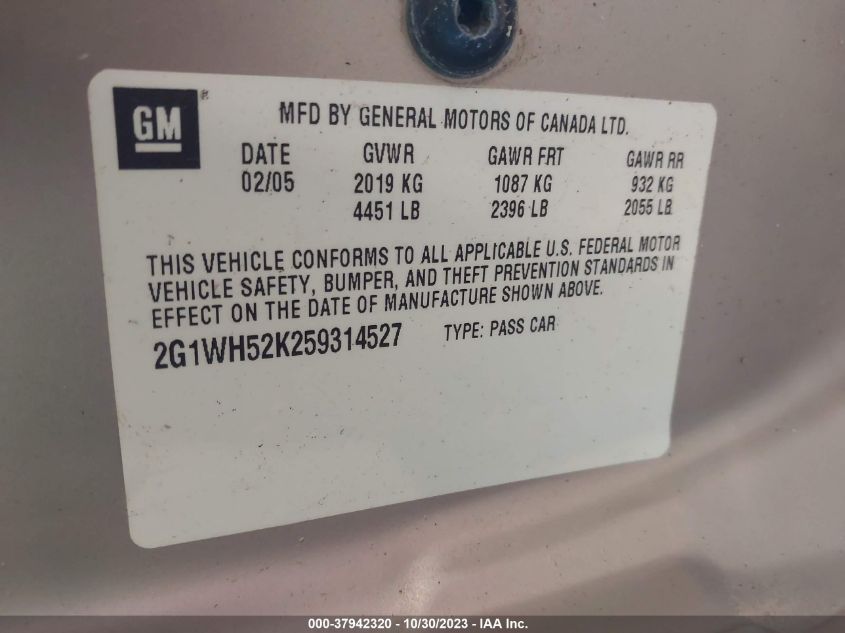 GM ®
MFD BY GENERAL MOTORS OF CANADA LTD.
DATE GVWR GAWR FRT GAWR RR
02/05 2019 KG 1087 KG 932 KG
4451 LB 2396 LB 2055 LB
THIS VEHICLE CONFORMS TO ALL APPLICABLE U.S. FEDERAL MOTOR
VEHICLE SAFETY, BUMPER, AND THEFT PREVENTION STANDARDS IN
EFFECT ON THE DATE OF MANUFACTURE SHOWN ABOVE.
2G1WH52K259314527 TYPE: PASS CAR
000-37942320 - 10/30/2023 - IAA Inc.